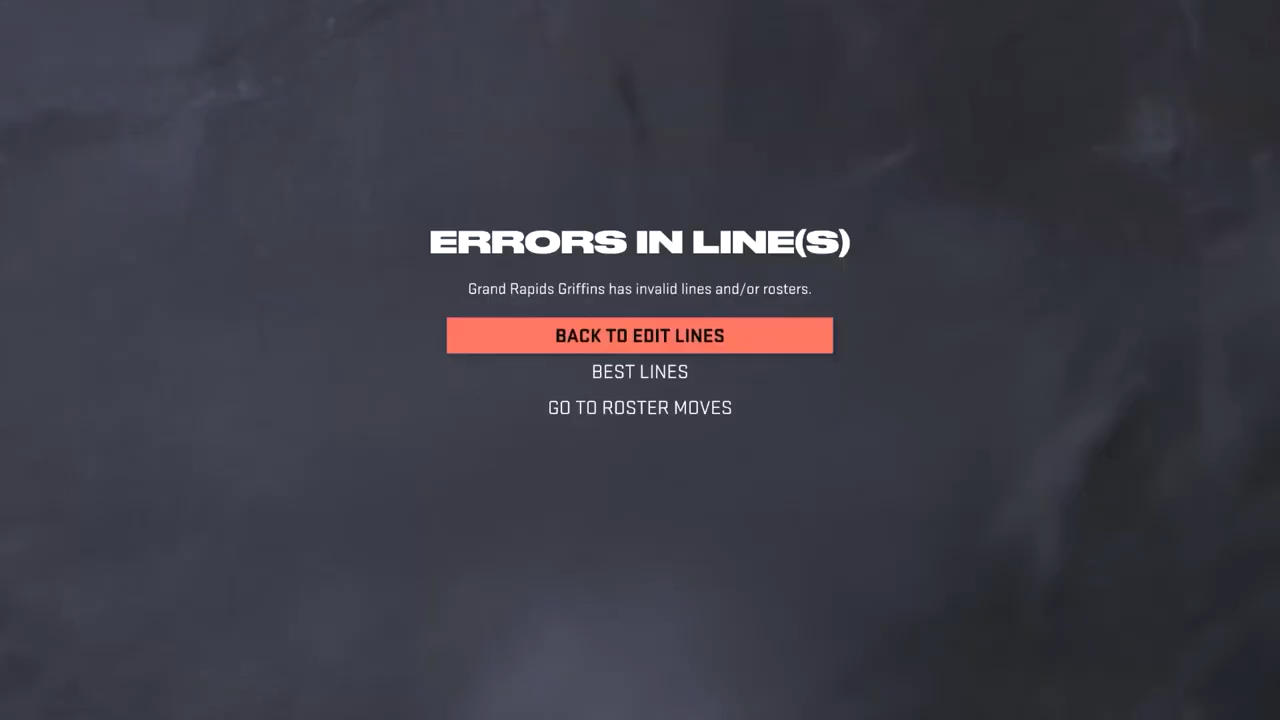 ERRORS IN LINE(S)
Grand Rapids Griffins has invalid lines and/or rosters.
BACK TO EDIT LINES
BEST LINES
GO TO ROSTER MOVES